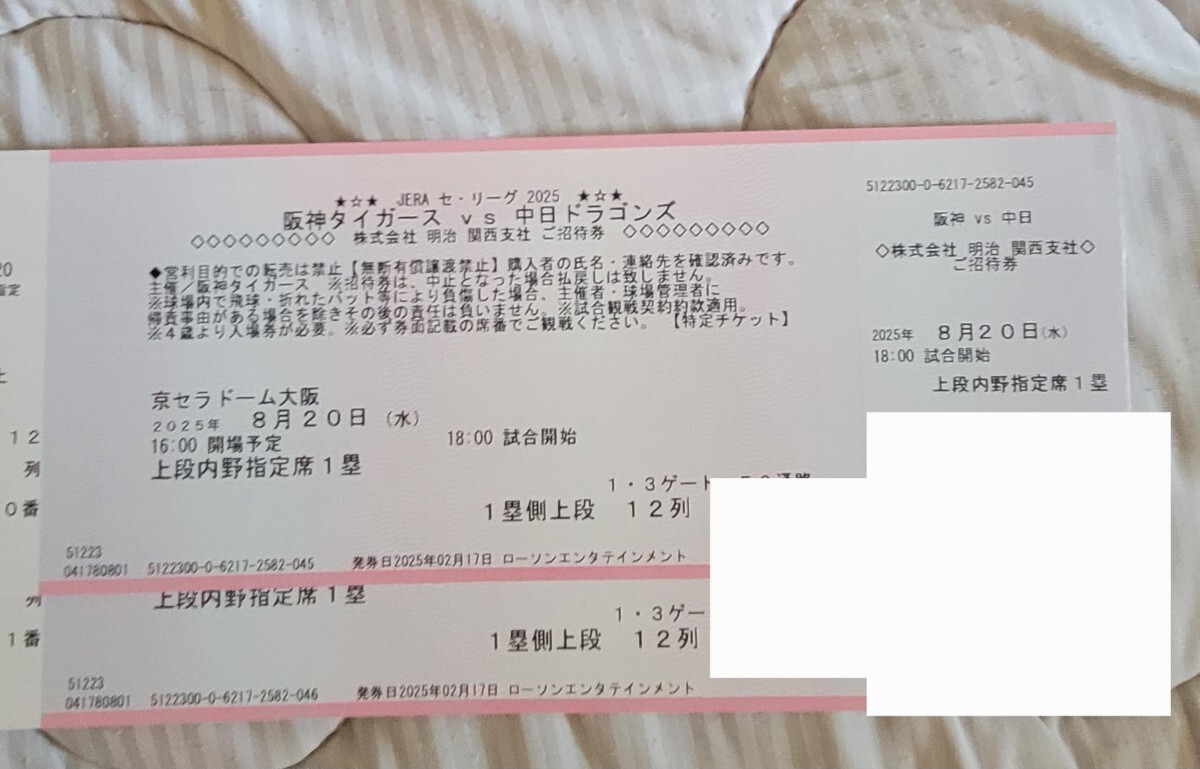 ★☆★ JERA セ・リーグ 2025 ★☆★
阪神タイガース vs 中日ドラゴンズ
◇◇◇◇◇◇◇◇◇ 株式会社 明治 関西支社 ご招待券 ◇◇◇◇◇◇◇◇◇
◆営利目的での転売は禁止【無断有償譲渡禁止】購入者の氏名・連絡先を確認済みです。
主催/阪神タイガース ※招待券は、中止となった場合払戻しは致しません。
※球場内で飛球・折れたバット等により負傷した場合、主催者・球場管理者に
帰責事由がある場合を除きその後の責任は負いません。※試合観戦契約約款適用。
※4歳より入場券が必要。※必ず券面記載の席番でご観戦ください。 【特定チケット】
京セラドーム大阪
2025年 8月20日 (水)
16:00 開場予定 18:00 試合開始
上段内野指定席1塁
1・3ゲート
1塁側上段 12列
51223
041780801 5122300-0-6217-2582-045 発券日2025年02月17日 ローソンエンタテインメント
5122300-0-6217-2582-045
阪神 vs 中日
◇株式会社 明治 関西支社◇
ご招待券
2025年 8月20日(水)
18:00 試合開始
上段内野指定席1塁
上段内野指定席1塁
1・3ゲー
1塁側上段 12列
51223
041780801 5122300-0-6217-2582-046 発券日2025年02月17日 ローソンエンタテインメント
20
指定
12
列
0番
列
1番